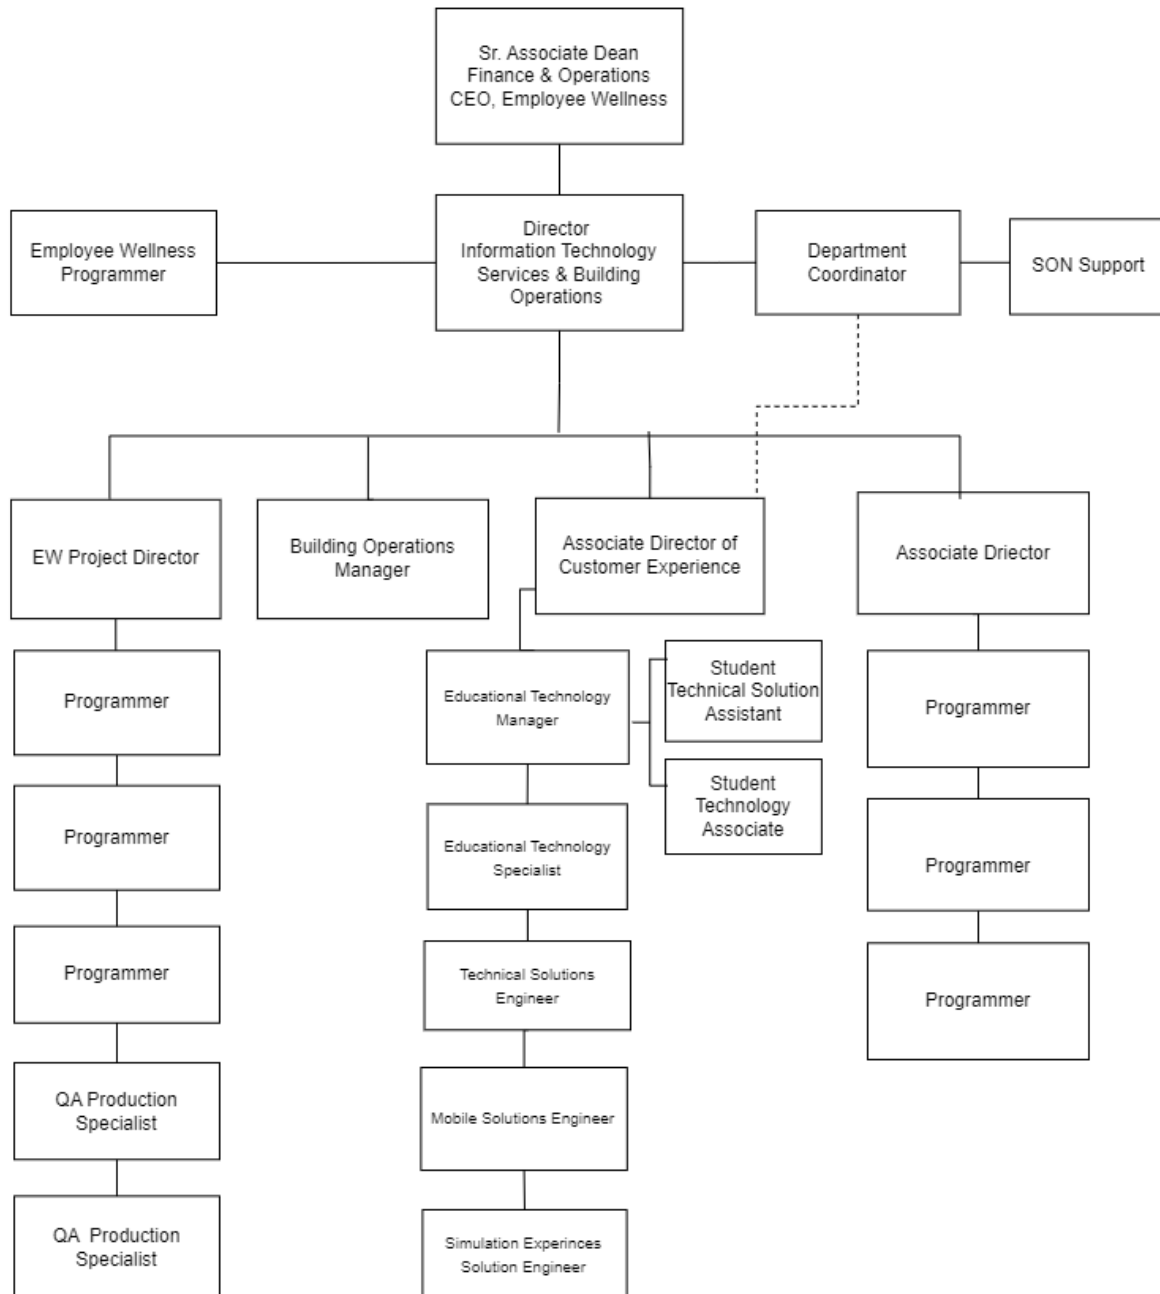 Sr. Associate Dean
Finance & Operations
CEO, Employee Wellness
Employee Wellness
Programmer
Director
Information Technology
Services & Building
Operations
Department
Coordinator
SON Support
EW Project Director
Building Operations
Manager
Associate Director of
Customer Experience
Associate Driector
Programmer
Educational Technology
Manager
Student
Technical Solution
Assistant
Programmer
Student
Technology
Associate
Programmer
Educational Technology
Specialist
Programmer
Programmer
Technical Solutions
Engineer
Programmer
QA Production
Specialist
Mobile Solutions Engineer
QA  Production
Specialist
Simulation Experinces
Solution Engineer